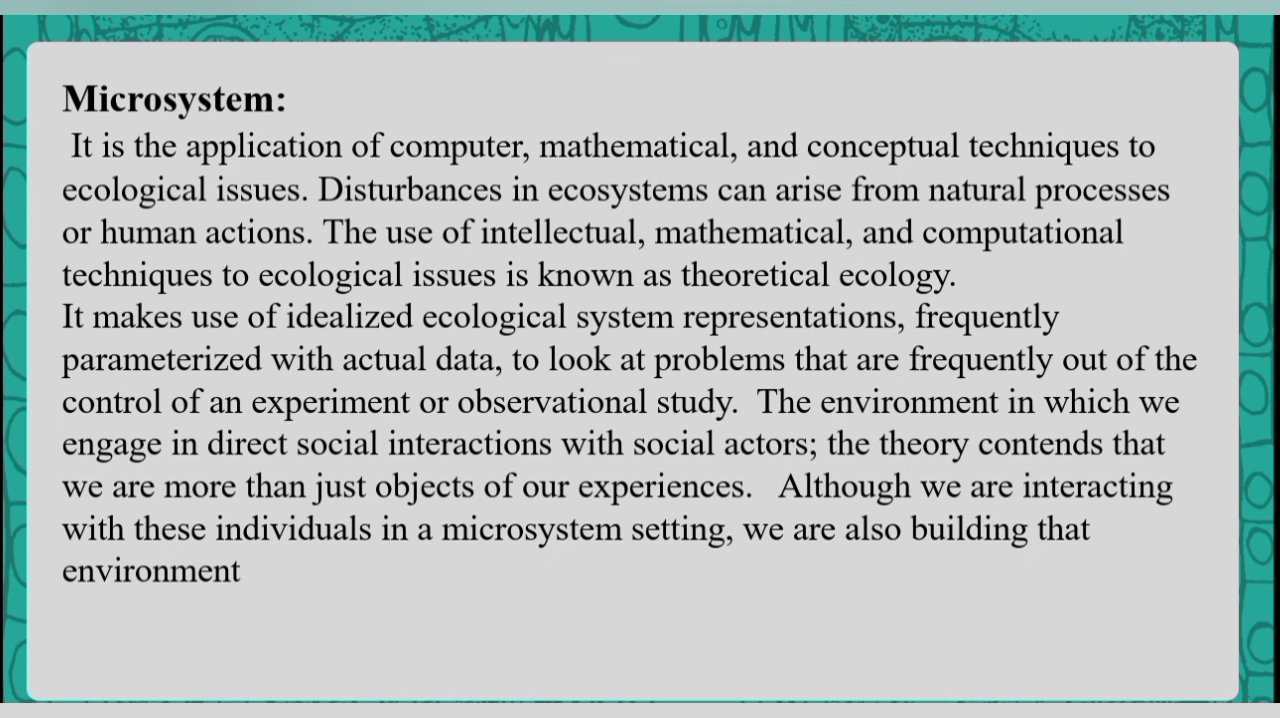 Microsystem:
It is the application of computer, mathematical, and conceptual techniques to
ecological issues. Disturbances in ecosystems can arise from natural processes
or human actions. The use of intellectual, mathematical, and computational
techniques to ecological issues is known as theoretical ecology.
It makes use of idealized ecological system representations, frequently
parameterized with actual data, to look at problems that are frequently out of the
control of an experiment or observational study.  The environment in which we
engage in direct social interactions with social actors; the theory contends that
we are more than just objects of our experiences.   Although we are interacting
with these individuals in a microsystem setting, we are also building that
environment